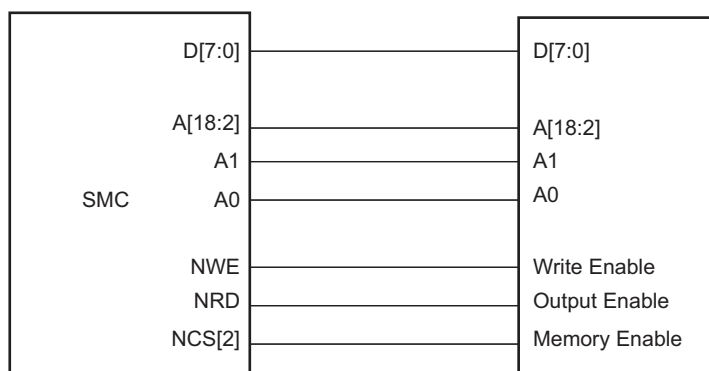 D[7:0] D[7:0]
A[18:2] A[18:2]
A1 A1
SMC A0 A0
NWE Write Enable
NRD Output Enable
NCS[2] Memory Enable